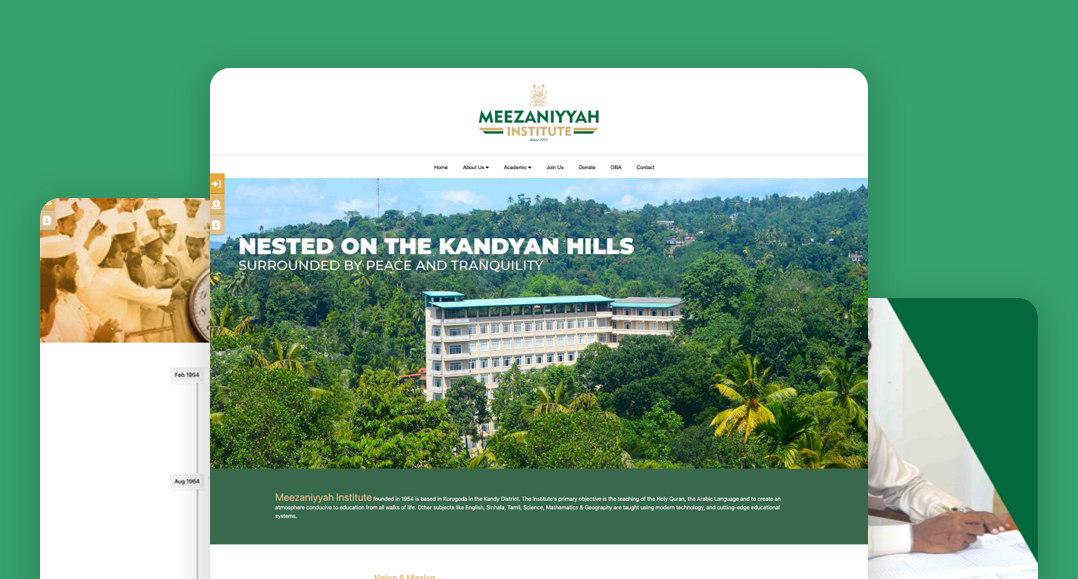 MEEZANIYYAH
INSTITUTE
Since 1954
Home About Us Academic Join Us Donate OBA Contact
NESTED ON THE KANDYAN HILLS
SURROUNDED BY PEACE AND TRANQUILITY
Feb 1954
Aug 1964
Meezaniyyah Institute founded in 1954 is based in Kurugoda in the Kandy District. The Institute's primary objective is the teaching of the Holy Quran, the Arabic Language and to create an
atmosphere conducive to education from all walks of life. Other subjects like English, Sinhala, Tamil, Science, Mathematics & Geography are taught using modern technology, and cutting-edge educational
systems.
Vision & Mission